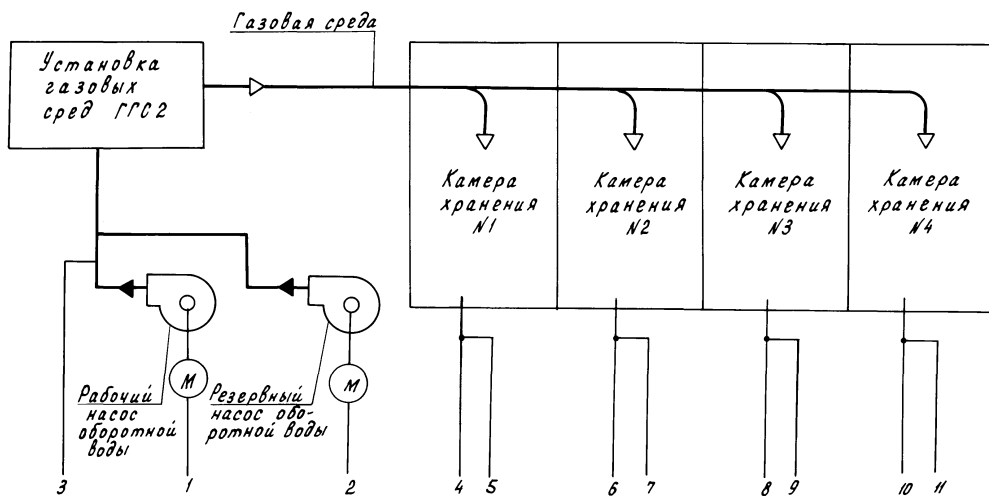 Газовая среда
Установка
газовых
сред ГГС2
Камера
хранения
N1
Камера
хранения
N2
Камера
хранения
N3
Камера
хранения
N4
Рабочий
насос
оборотной
воды
М
Резервный
насос обо-
ротной воды
М
3 1 2 4 5 6 7 8 9 10 11